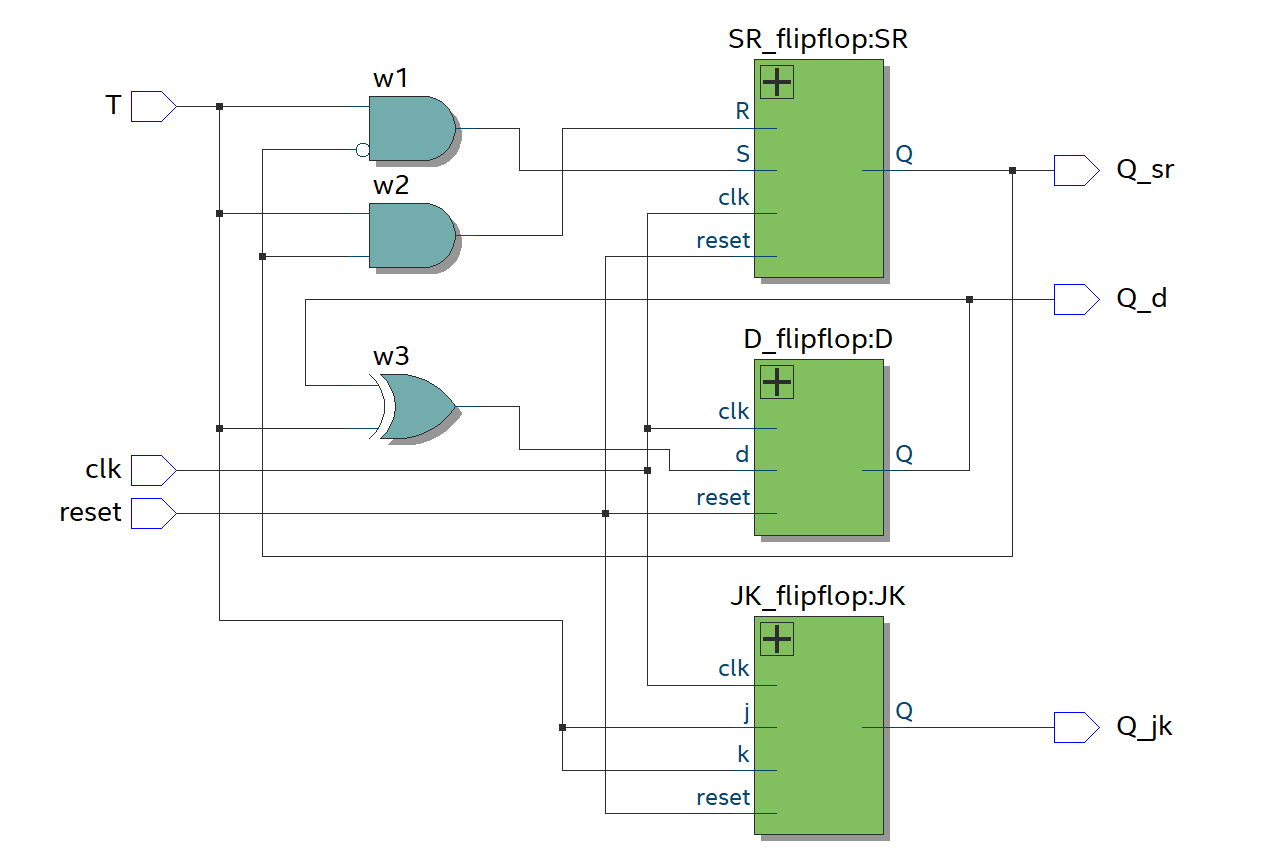 SR_flipflop:SR
w1
T
R
S
Q
Q_sr
w2
clk
reset
Q_d
D_flipflop:D
w3
clk
d
Q
clk
reset
reset
JK_flipflop:JK
clk
j
Q
Q_jk
k
reset